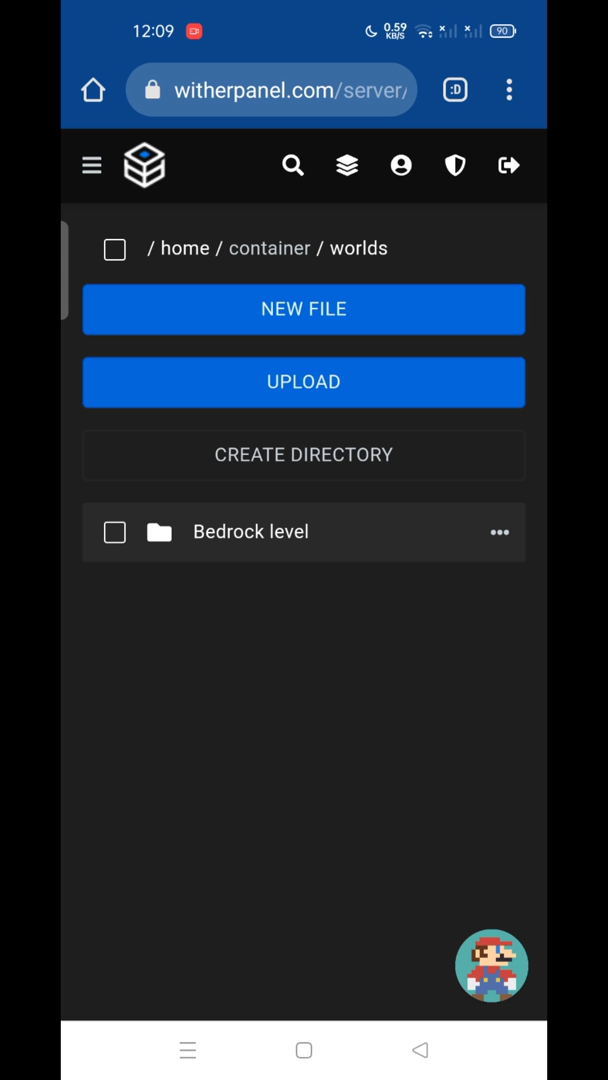 12:09 0.59 KB/S 90
witherpanel.com/server/ :D
/ home / container / worlds
NEW FILE
UPLOAD
CREATE DIRECTORY
Bedrock level